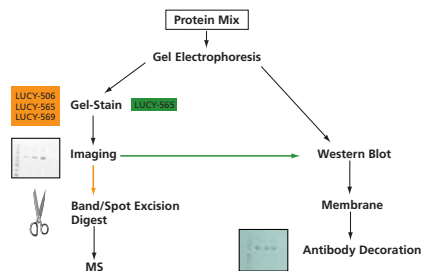 Protein Mix
Gel Electrophoresis
LUCY-506
LUCY-565
LUCY-569
Gel-Stain
LUCY-565
Imaging
Western Blot
Band/Spot Excision
Digest
Membrane
MS
Antibody Decoration